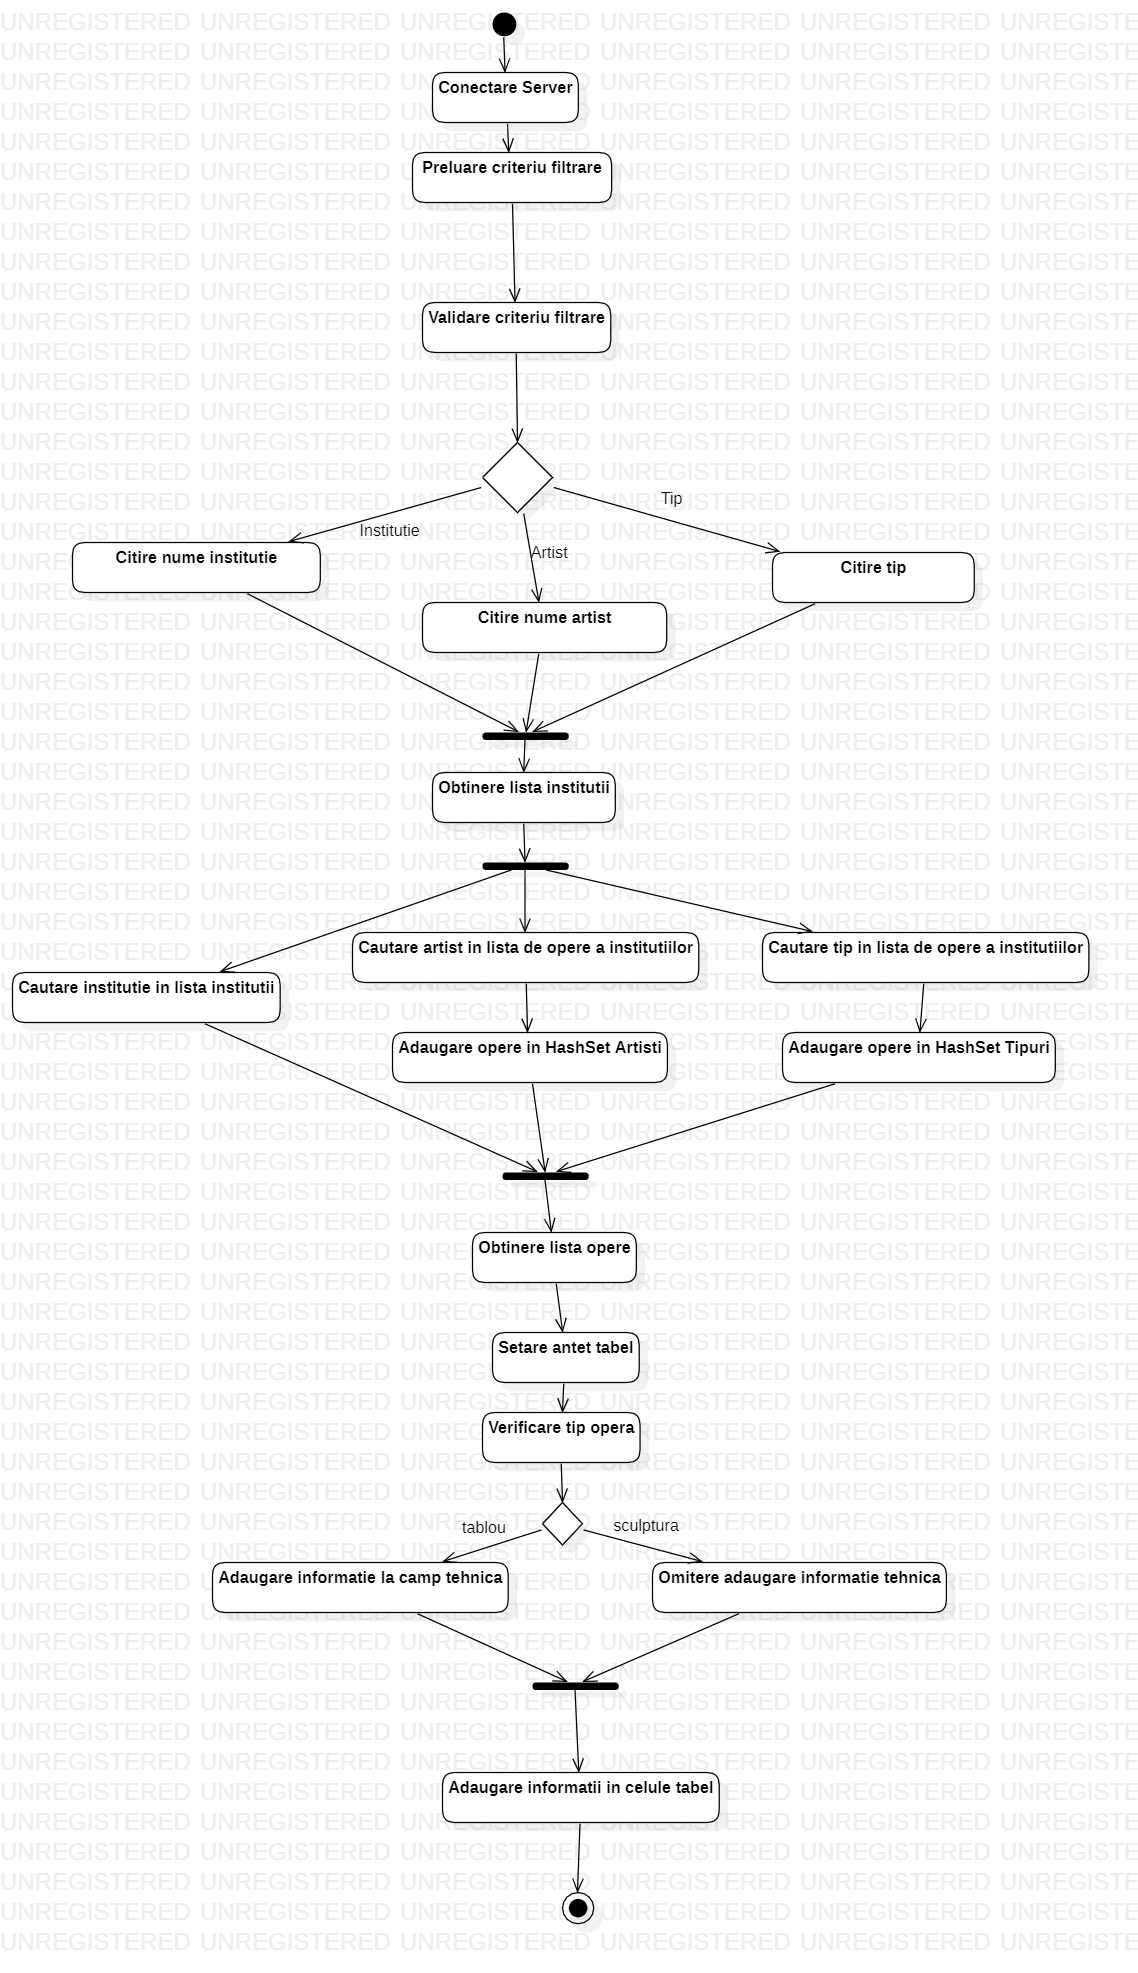 Conectare Server
Preluare criteriu filtrare
Validare criteriu filtrare
Tip
Institutie
Artist
Citire nume institutie
Citire tip
Citire nume artist
Obtinere lista institutii
Cautare artist in lista de opere a institutiilor
Cautare tip in lista de opere a institutiilor
Cautare institutie in lista institutii
Adaugare opere in HashSet Artisti
Adaugare opere in HashSet Tipuri
Obtinere lista opere
Setare antet tabel
Verificare tip opera
tablou
sculptura
Adaugare informatie la camp tehnica
Omitere adaugare informatie tehnica
Adaugare informatii in celule tabel
UNREGISTERED